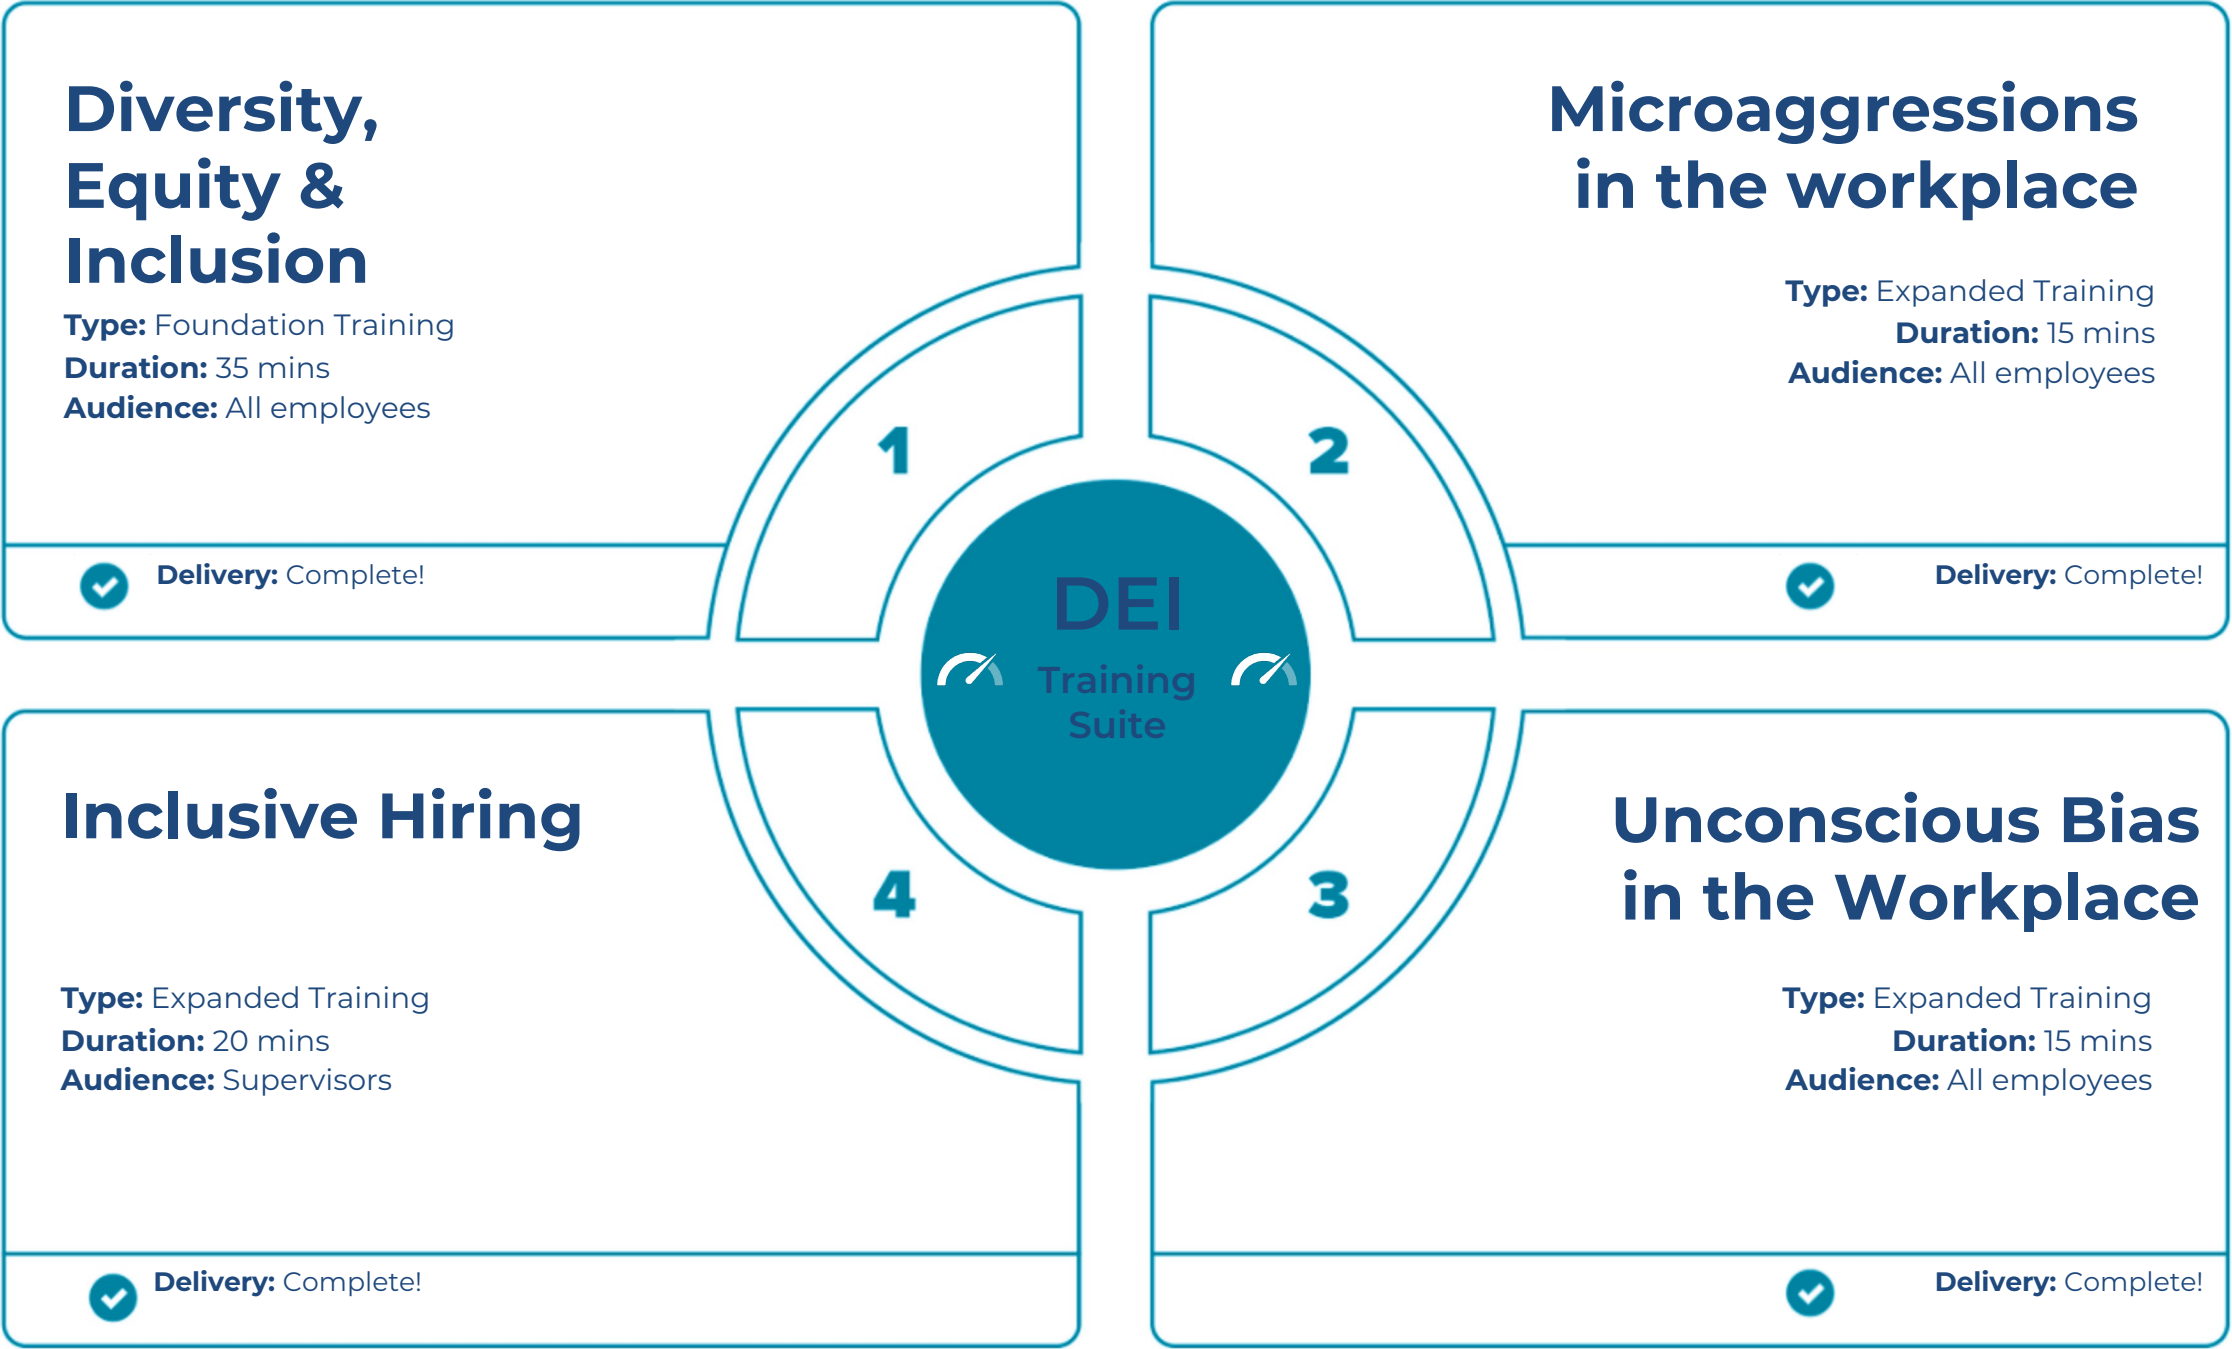 Diversity,
Equity &
Inclusion
Type: Foundation Training
Duration: 35 mins
Audience: All employees
1
Delivery: Complete!
Microaggressions
in the workplace
Type: Expanded Training
Duration: 15 mins
Audience: All employees
2
Delivery: Complete!
DEI
Training
Suite
Inclusive Hiring
Type: Expanded Training
Duration: 20 mins
Audience: Supervisors
4
Delivery: Complete!
Unconscious Bias
in the Workplace
Type: Expanded Training
Duration: 15 mins
Audience: All employees
3
Delivery: Complete!